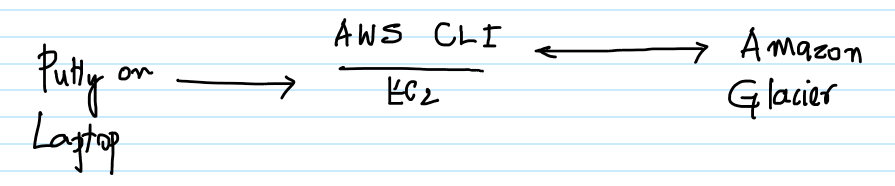 Putty on
Laptop
AWS CLI
EC2
Amazon
Glacier